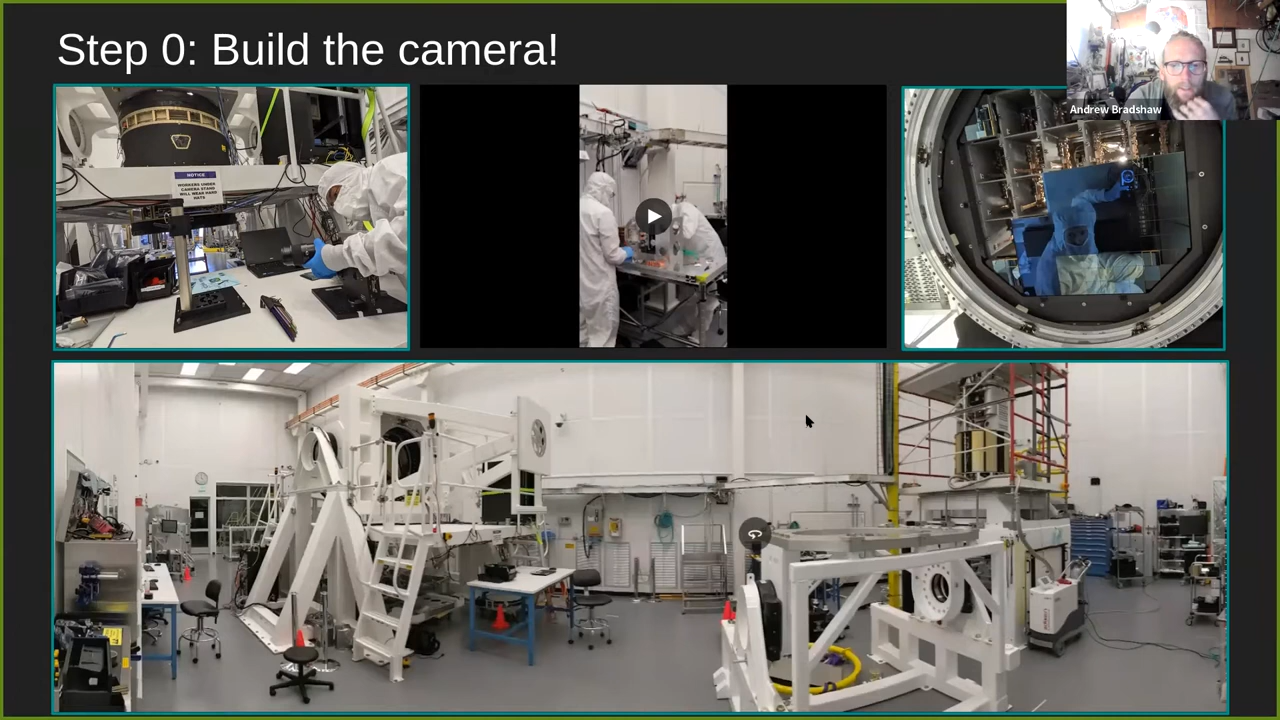 Step 0: Build the camera!
Andrew Bradshaw
NOTICE
WORKERS UNDER
CAMERA STAND
WILL WEAR HARD
HATS